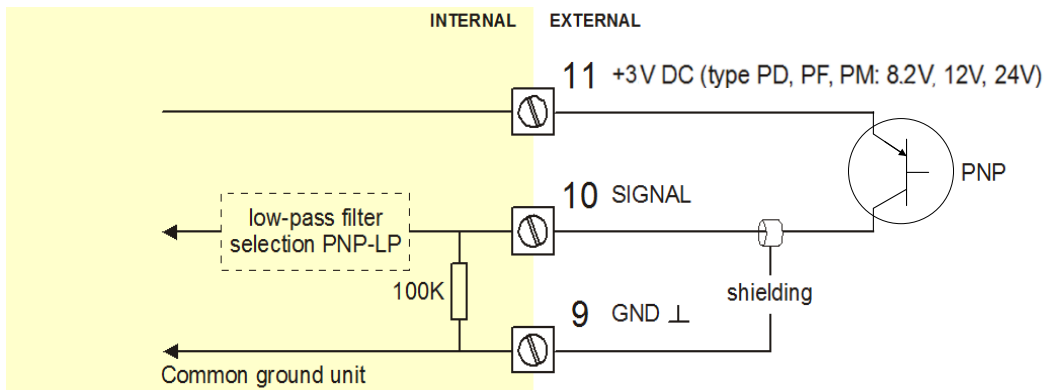 INTERNAL EXTERNAL
11 +3V DC (type PD, PF, PM: 8.2V, 12V, 24V)
PNP
10 SIGNAL
low-pass filter
selection PNP-LP
100K
shielding
9 GND ⊥
Common ground unit